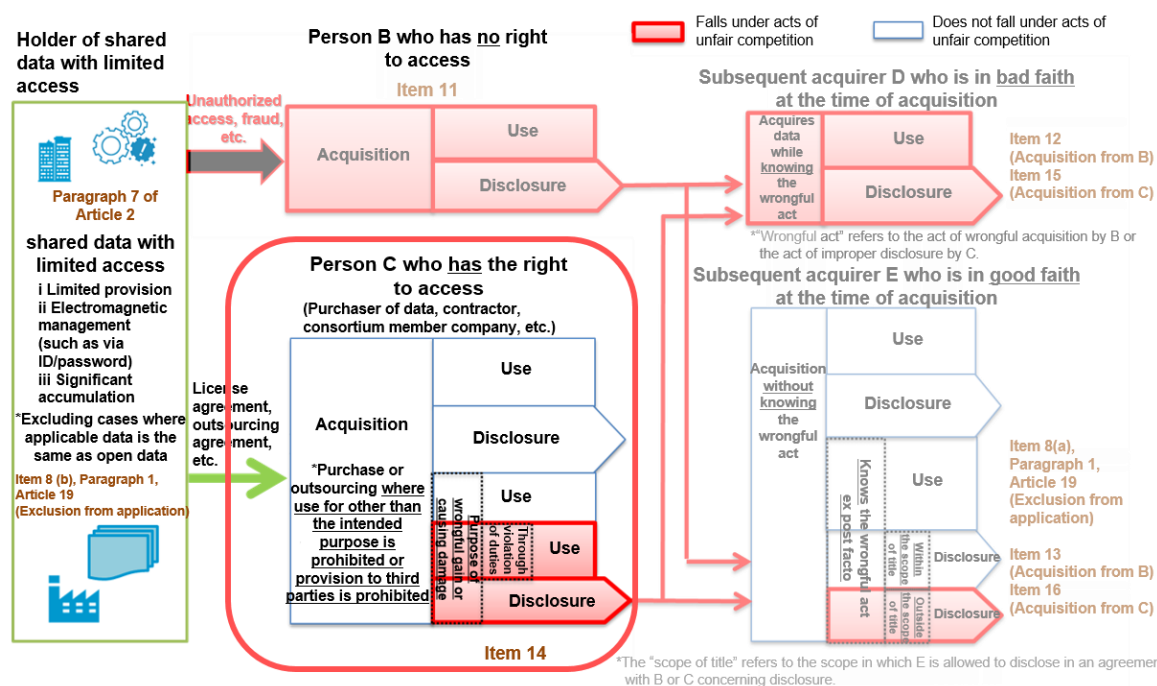 Falls under acts of
unfair competition
Does not fall under acts of
unfair competition
Holder of shared
data with limited
access
Paragraph 7 of
Article 2
shared data with
limited access
i Limited provision
ii Electromagnetic
management
(such as via
ID/password)
iii Significant
accumulation
*Excluding cases where
applicable data is the
same as open data
Item 8 (b), Paragraph 1,
Article 19
(Exclusion from application)
Unauthorized
access, fraud,
etc.
License
agreement,
outsourcing
agreement,
etc.
Person B who has no right
to access
Item 11
Acquisition
Use
Disclosure
Person C who has the right
to access
(Purchaser of data, contractor,
consortium member company, etc.)
Acquisition
*Purchase or
outsourcing where
use for other than
the intended
purpose is
prohibited or
provision to third
parties is prohibited
Use
Disclosure
Use
Purpose of
wrongful gain or
causing damage
Through
violation
of duties
Use
Disclosure
Item 14
Subsequent acquirer D who is in bad faith
at the time of acquisition
Acquires
data while
knowing
the
wrongful
act
Use
Disclosure
Item 12
(Acquisition from B)
Item 15
(Acquisition from C)
*"Wrongful act" refers to the act of wrongful acquisition by B or
the act of improper disclosure by C.
Subsequent acquirer E who is in good faith
at the time of acquisition
Acquisition
without
knowing
the
wrongful
act
Use
Disclosure
Knows the wrongful act
ex post facto
Use
Within
the scope
of title
Disclosure
Outside
the scope
of title
Disclosure
Item 8(a),
Paragraph 1,
Article 19
(Exclusion from
application)
Item 13
(Acquisition from B)
Item 16
(Acquisition from C)
*The "scope of title" refers to the scope in which E is allowed to disclose in an agreemen
with B or C concerning disclosure.